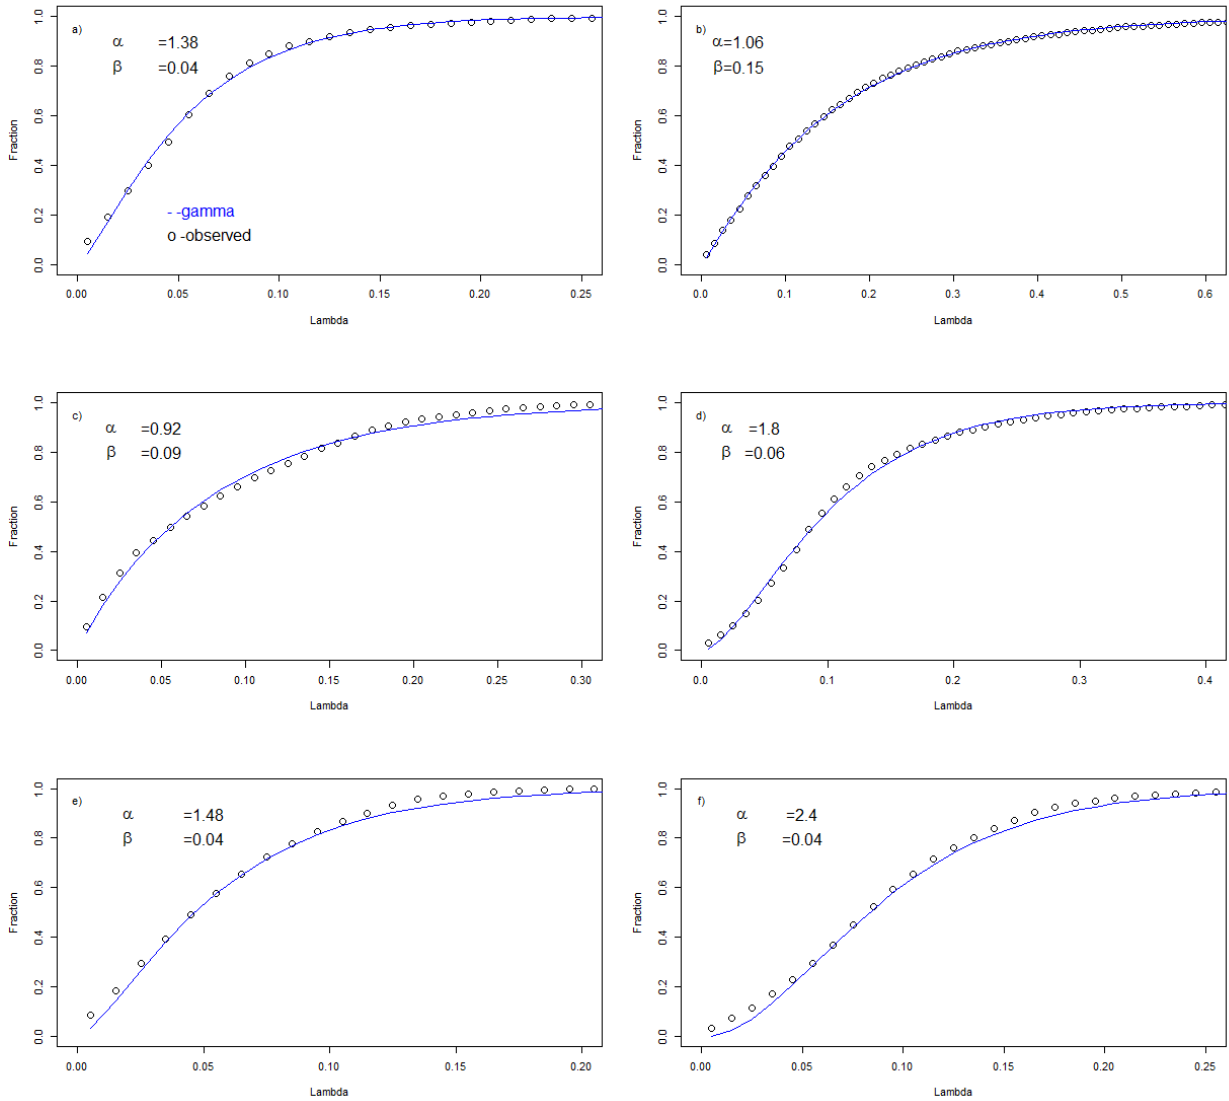 a)
α =1.38
β =0.04
- -gamma
o -observed
Fraction
0.0 0.2 0.4 0.6 0.8 1.0
0.00 0.05 0.10 0.15 0.20 0.25
Lambda
b)
α=1.06
β=0.15
Fraction
0.0 0.2 0.4 0.6 0.8 1.0
0.0 0.1 0.2 0.3 0.4 0.5 0.6
Lambda
c)
α =0.92
β =0.09
Fraction
0.0 0.2 0.4 0.6 0.8 1.0
0.00 0.05 0.10 0.15 0.20 0.25 0.30
Lambda
d)
α =1.8
β =0.06
Fraction
0.0 0.2 0.4 0.6 0.8 1.0
0.0 0.1 0.2 0.3 0.4
Lambda
e)
α =1.48
β =0.04
Fraction
0.0 0.2 0.4 0.6 0.8 1.0
0.00 0.05 0.10 0.15 0.20
Lambda
f)
α =2.4
β =0.04
Fraction
0.0 0.2 0.4 0.6 0.8 1.0
0.00 0.05 0.10 0.15 0.20 0.25
Lambda